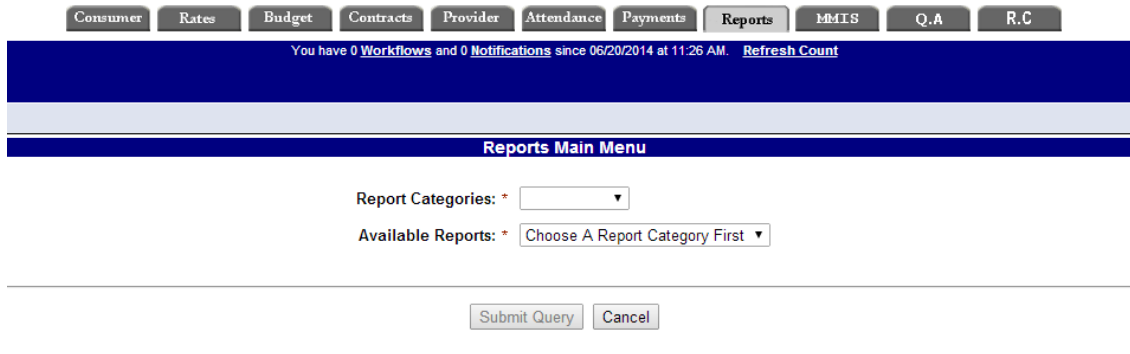 Consumer Rates Budget Contracts Provider Attendance Payments Reports MMIS Q.A R.C
You have 0 Workflows and 0 Notifications since 06/20/2014 at 11:26 AM. Refresh Count
Reports Main Menu
Report Categories: *
Available Reports: * Choose A Report Category First
Submit Query Cancel